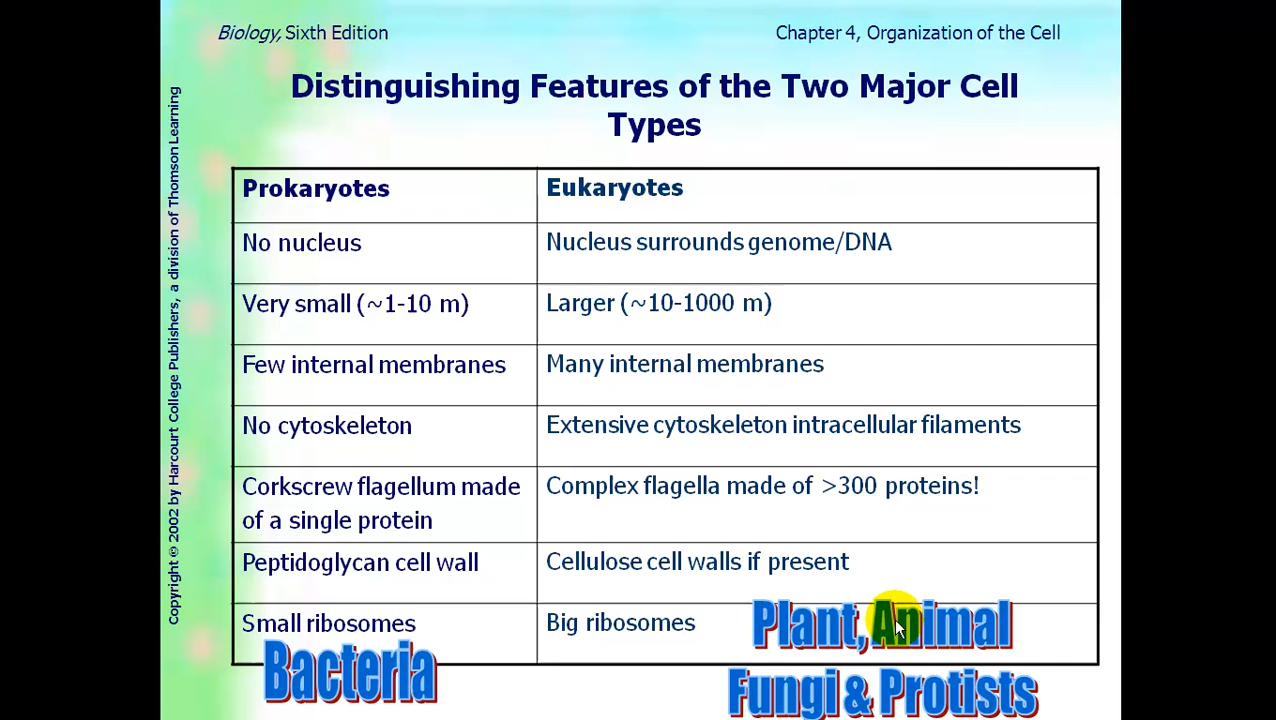 Biology, Sixth Edition
Chapter 4, Organization of the Cell
Copyright © 2002 by Harcourt College Publishers, a division of Thomson Learning
Distinguishing Features of the Two Major Cell
Types
Prokaryotes
Eukaryotes
No nucleus
Nucleus surrounds genome/DNA
Very small (~1-10 m)
Larger (~10-1000 m)
Few internal membranes
Many internal membranes
No cytoskeleton
Extensive cytoskeleton intracellular filaments
Corkscrew flagellum made
of a single protein
Complex flagella made of >300 proteins!
Peptidoglycan cell wall
Cellulose cell walls if present
Small ribosomes
Big ribosomes
Bacteria
Plant, Animal
Fungi & Protists